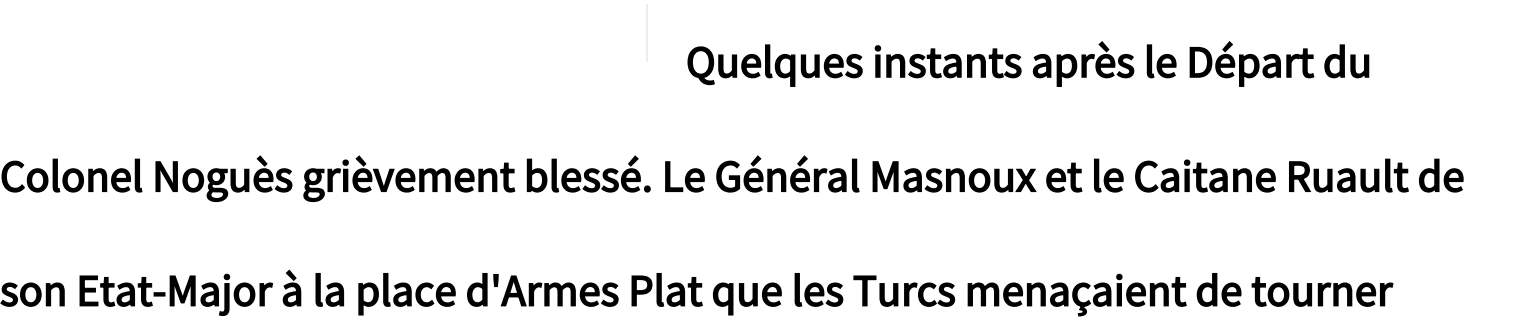 Quelques instants après le Départ du
Colonel Noguès grièvement blessé. Le Général Masnoux et le Caitane Ruault de
son Etat-Major à la place d'Armes Plat que les Turcs menaçaient de tourner